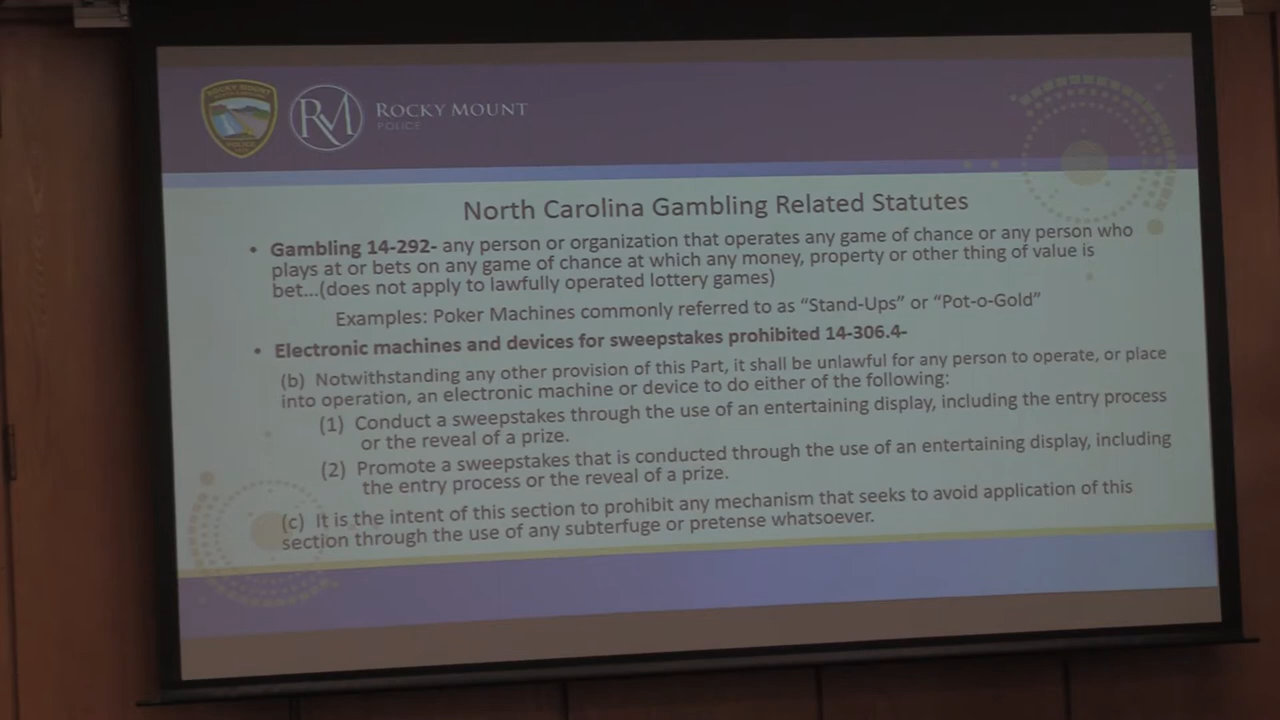 ROCKY MOUNT
POLICE
RM
ROCKY MOUNT
POLICE
North Carolina Gambling Related Statutes
• Gambling 14-292- any person or organization that operates any game of chance or any person who
plays at or bets on any game of chance at which any money, property or other thing of value is
bet...(does not apply to lawfully operated lottery games)
Examples: Poker Machines commonly referred to as “Stand-Ups” or “Pot-o-Gold”
• Electronic machines and devices for sweepstakes prohibited 14-306.4-
(b) Notwithstanding any other provision of this Part, it shall be unlawful for any person to operate, or place
into operation, an electronic machine or device to do either of the following:
(1) Conduct a sweepstakes through the use of an entertaining display, including the entry process
or the reveal of a prize.
(2) Promote a sweepstakes that is conducted through the use of an entertaining display, including
the entry process or the reveal of a prize.
(c) It is the intent of this section to prohibit any mechanism that seeks to avoid application of this
section through the use of any subterfuge or pretense whatsoever.